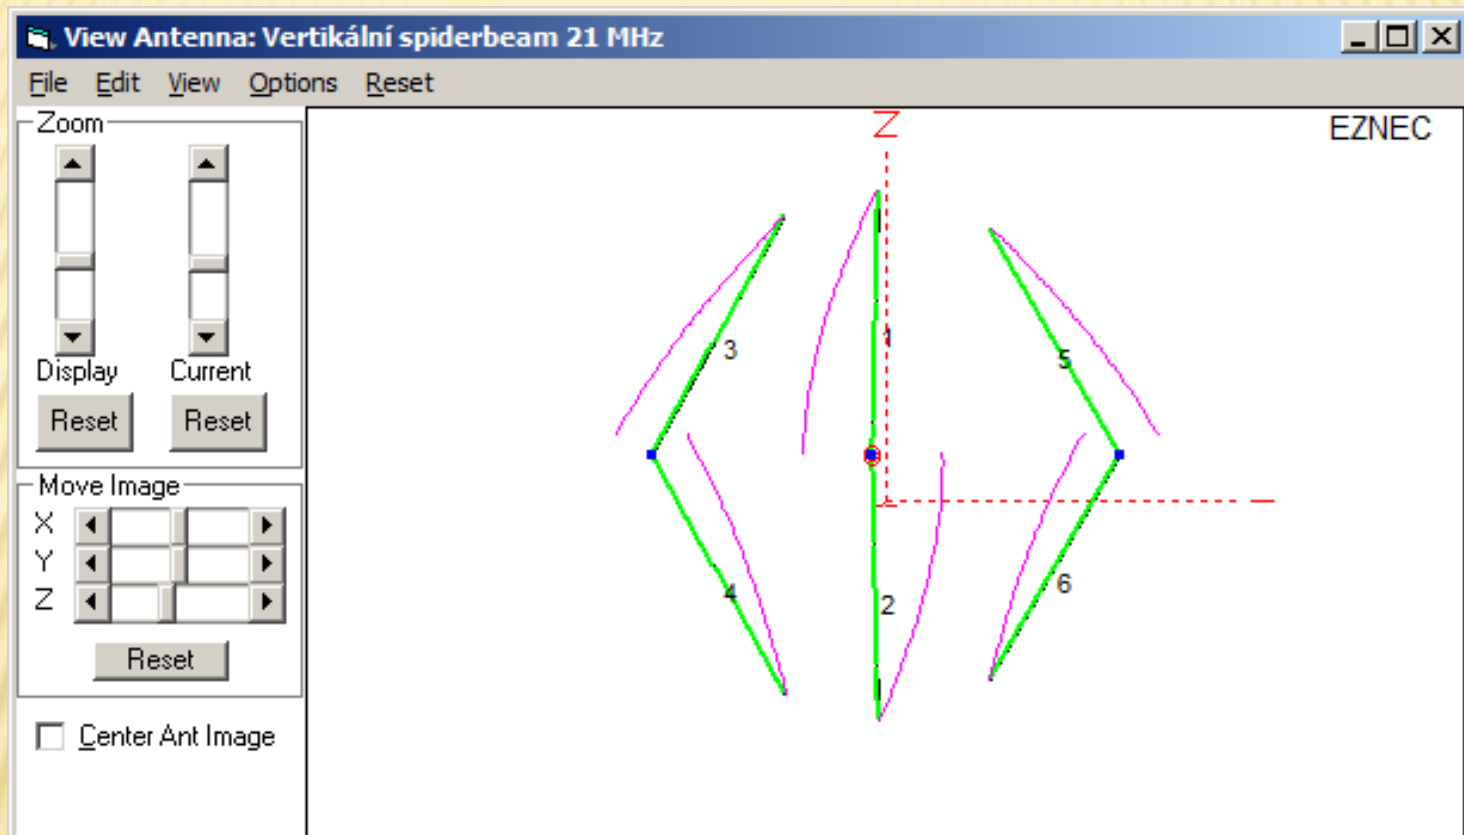 View Antenna: Vertikální spiderbeam 21 MHz
File Edit View Options Reset
Zoom
Z
EZNEC
Display Current
Reset Reset
Move Image
X
Y
Z
Reset
Center Ant Image
3
1
5
4
2
6